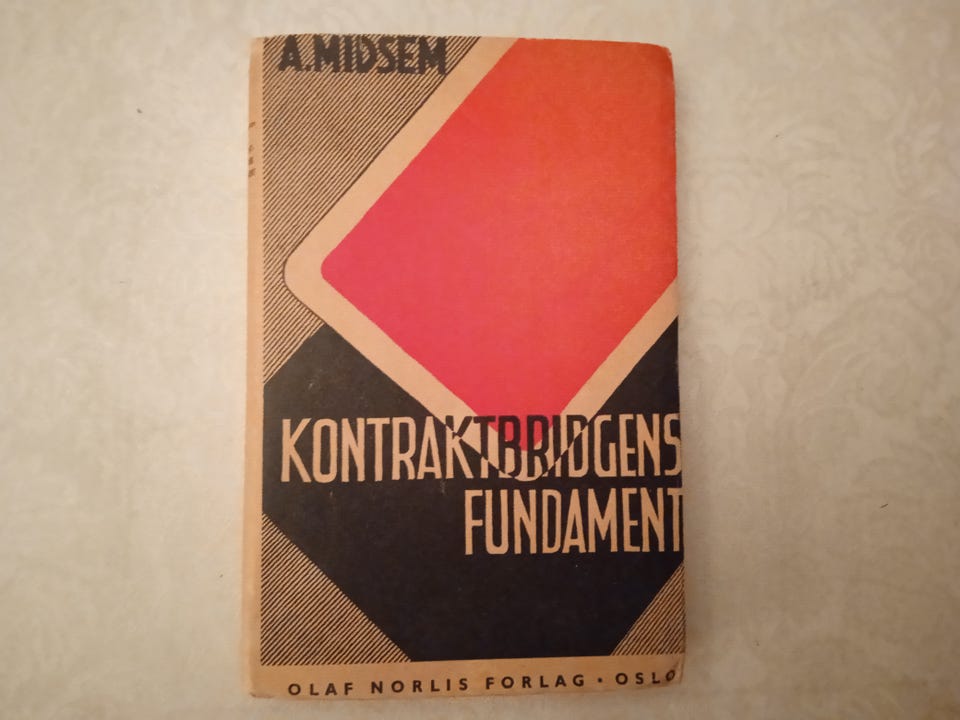 A.MIDSEM
KONTRAKTBRIDGENS
FUNDAMENT
OLAF NORLIS FORLAG · OSLO